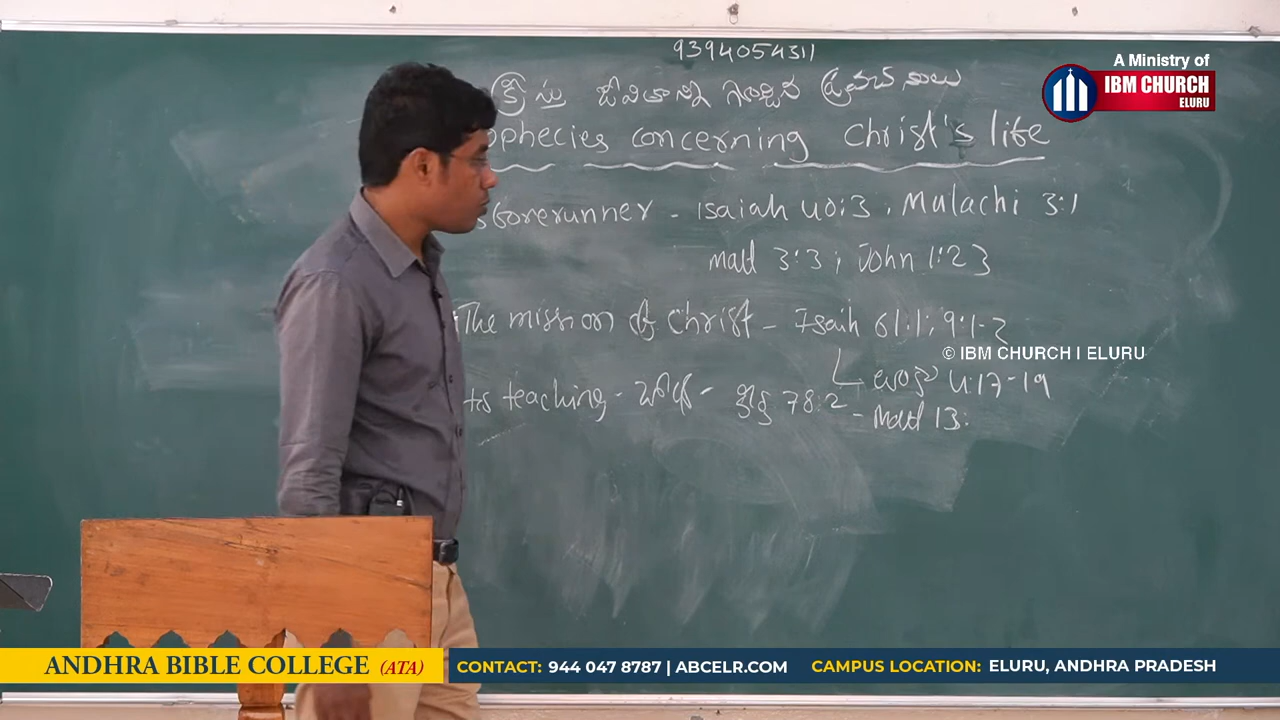 9394054311
A Ministry of
IBM CHURCH
ELURU
క్రీస్తు జీవితాన్ని గూర్చిన ప్రవచనాలు
ophecies concerning Christ's life
forerunner - Isaiah 40:3, Malachi 3:1
matt 3:3; John 1:23
The mission of Christ - Isaih 61:1; 9:1-2
© IBM CHURCH I ELURU
లూకా 4:17-19
His teaching - బోధ - కీర్త 78:2 - Matt 13:
ANDHRA BIBLE COLLEGE (ATA)
CONTACT: 944 047 8787 | ABCELR.COM CAMPUS LOCATION: ELURU, ANDHRA PRADESH